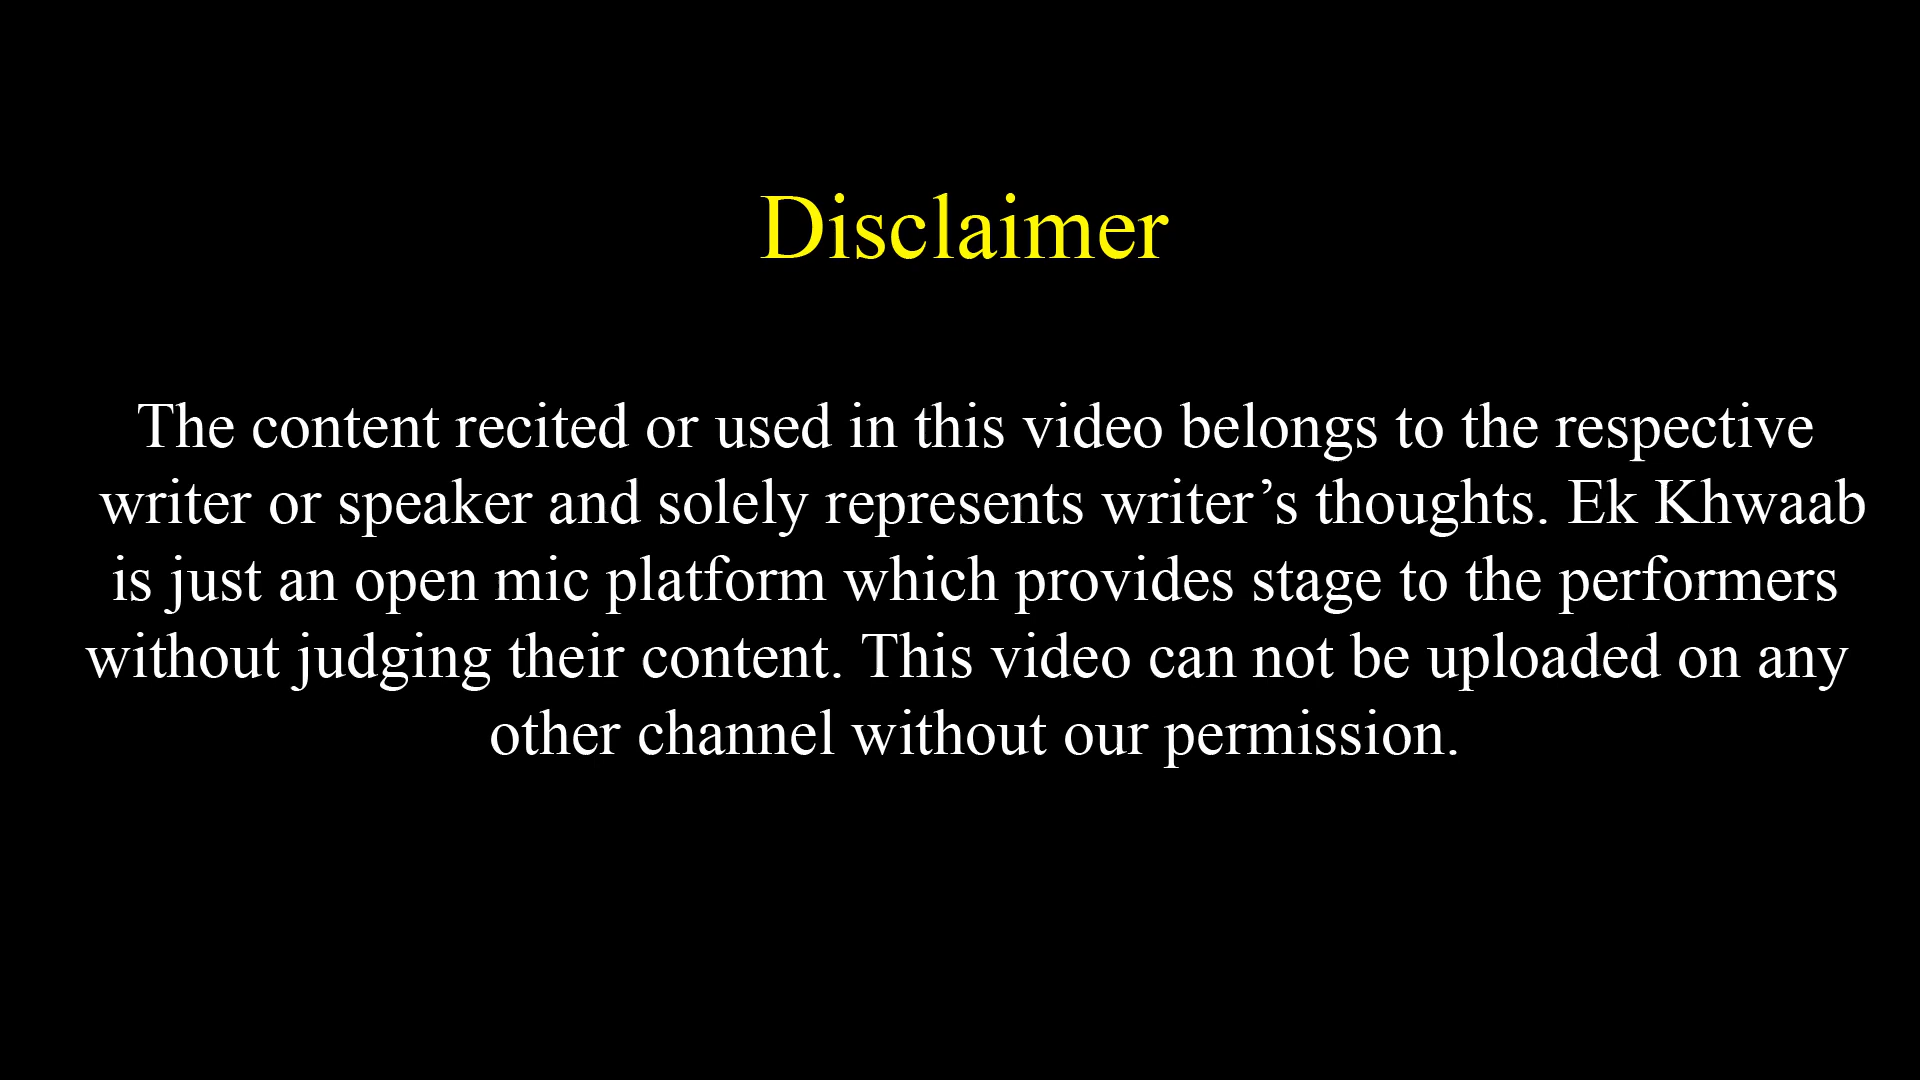 Disclaimer
The content recited or used in this video belongs to the respective
writer or speaker and solely represents writer’s thoughts. Ek Khwaab
is just an open mic platform which provides stage to the performers
without judging their content. This video can not be uploaded on any
other channel without our permission.